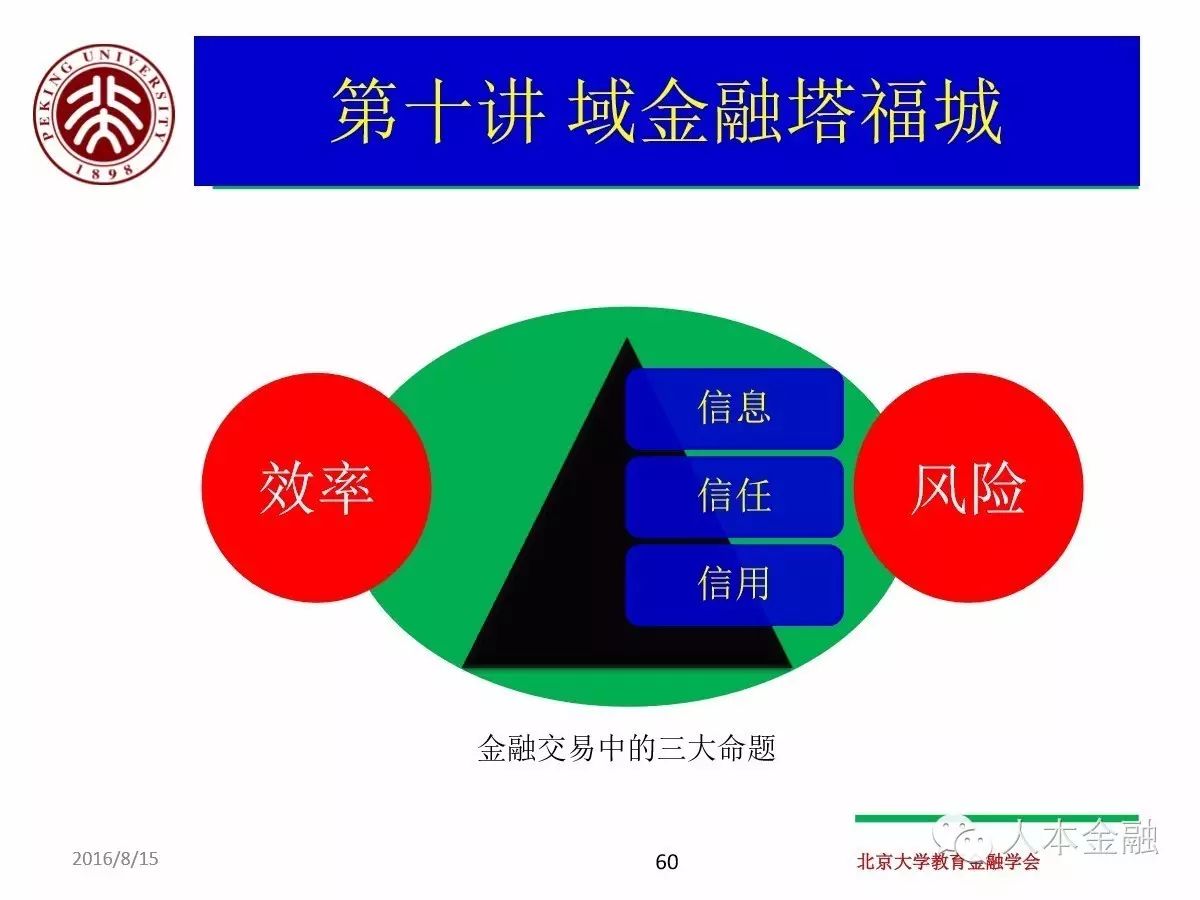 PEKING UNIVERSITY
1898
第十讲 域金融塔福城
效率
信息
信任
信用
风险
金融交易中的三大命题
2016/8/15
60
北京大学教育金融学会
人本金融